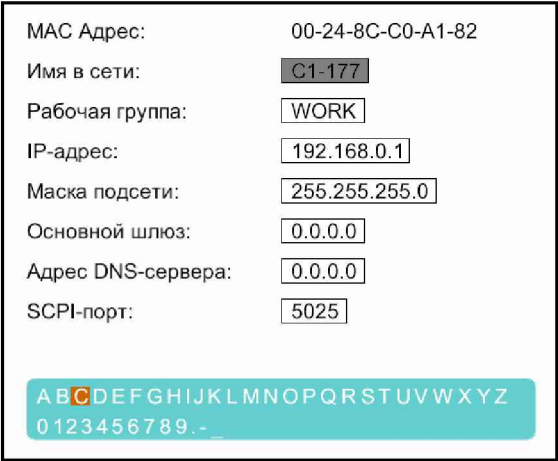 MAC Адрес: 00-24-8C-C0-A1-82
Имя в сети: C1-177
Рабочая группа: WORK
IP-адрес: 192.168.0.1
Маска подсети: 255.255.255.0
Основной шлюз: 0.0.0.0
Адрес DNS-сервера: 0.0.0.0
SCPI-порт: 5025
A B C D E F G H I J K L M N O P Q R S T U V W X Y Z
0 1 2 3 4 5 6 7 8 9 . - _